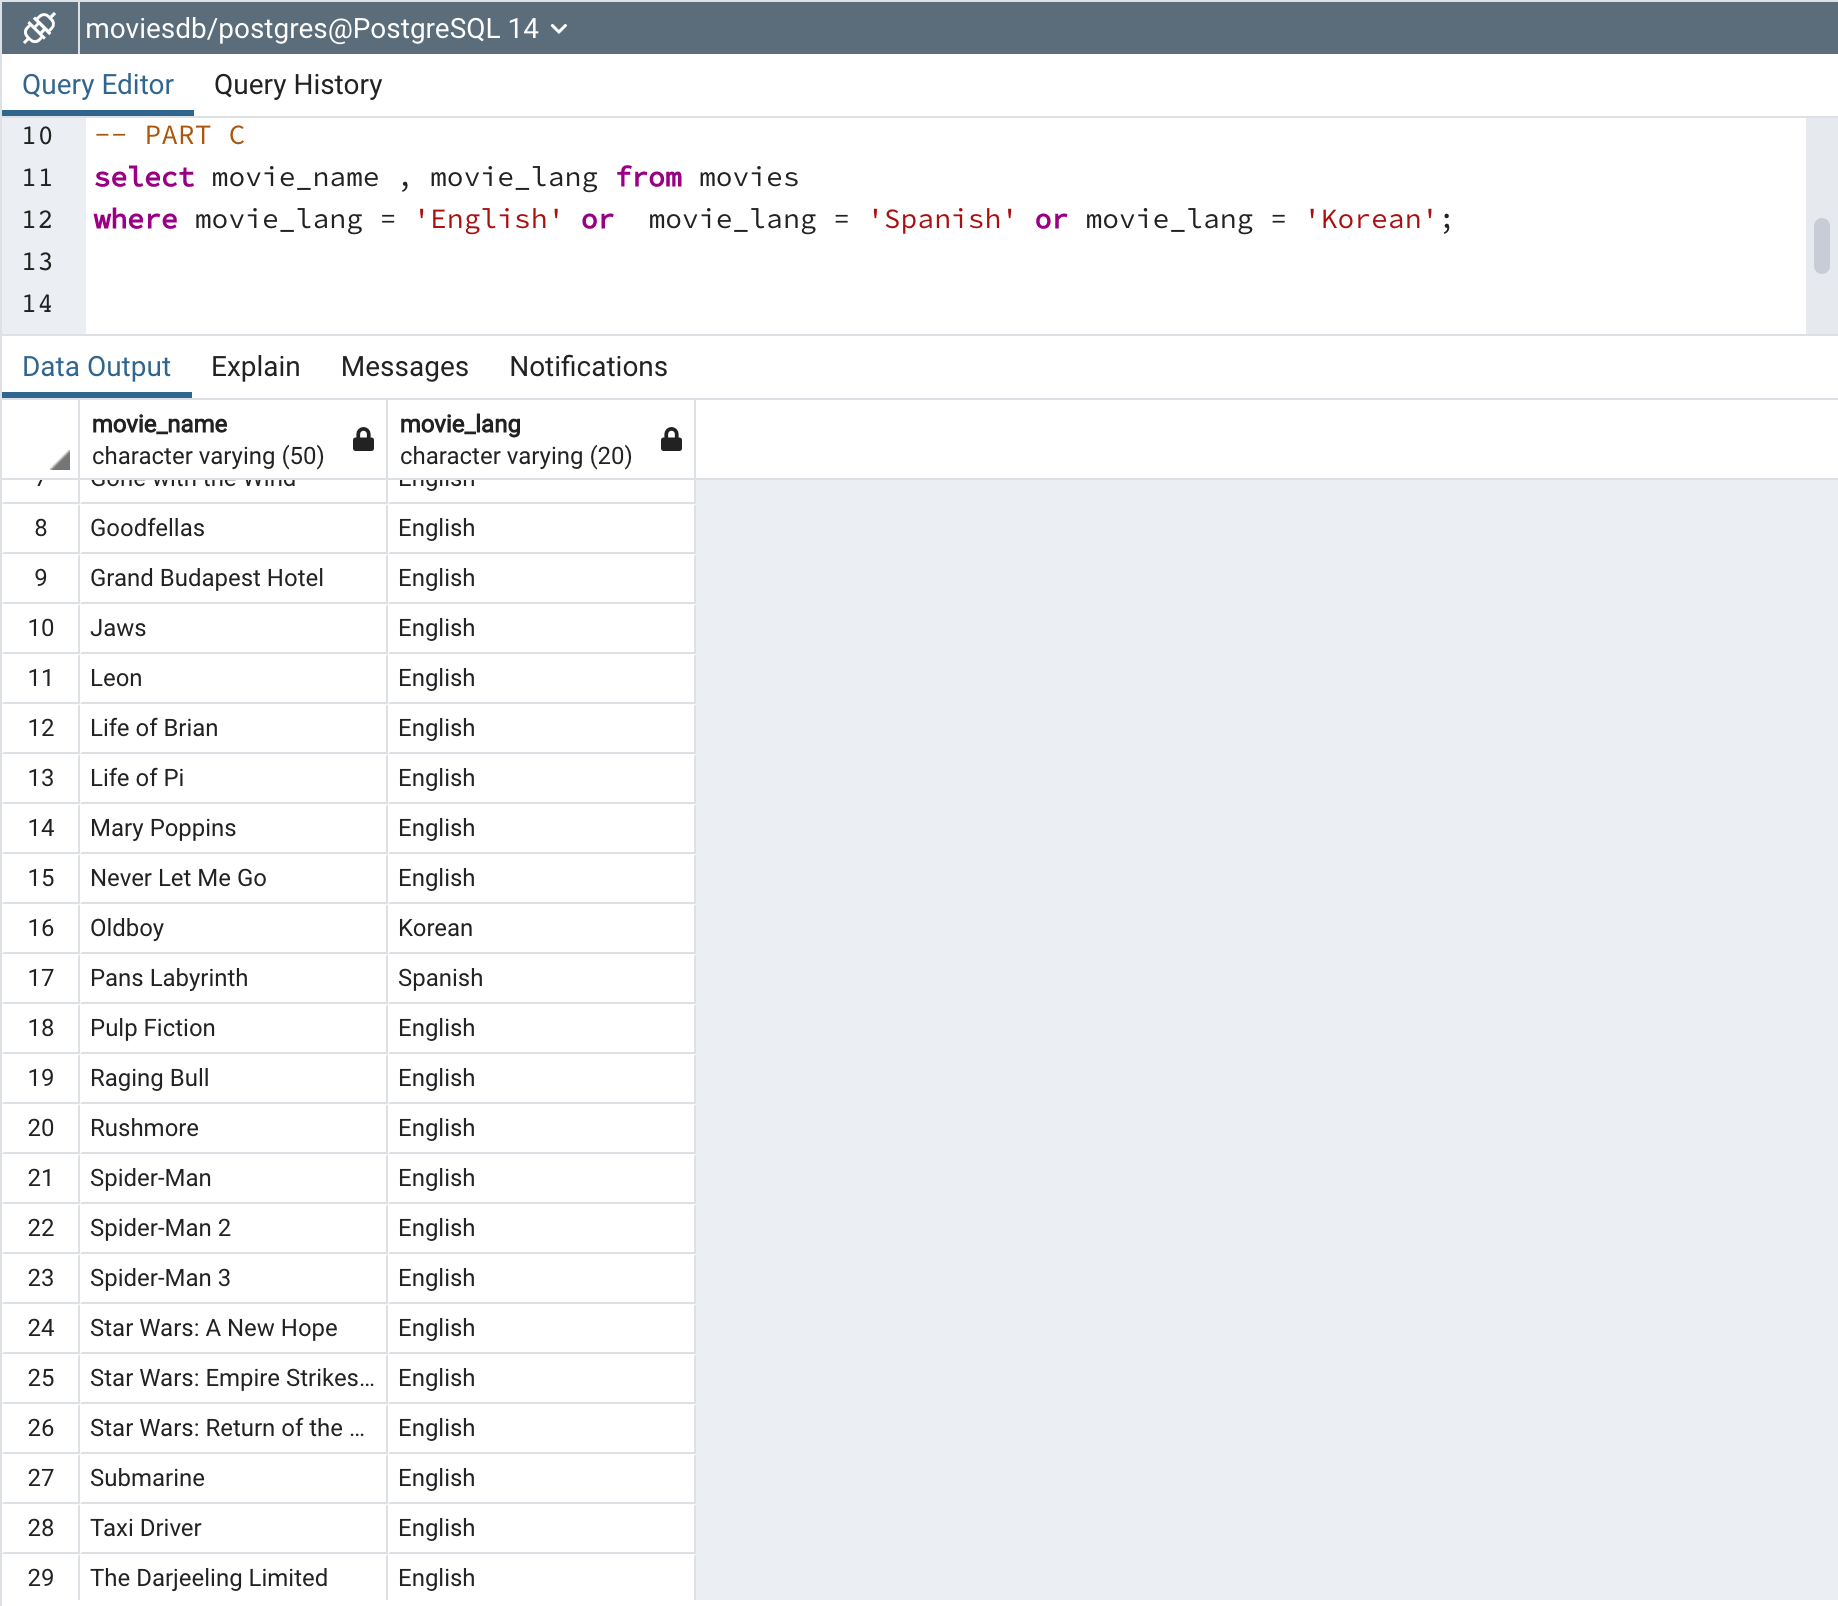 moviesdb/postgres@PostgreSQL 14
Query Editor Query History
10 -- PART C
11 select movie_name , movie_lang from movies
12 where movie_lang = 'English' or  movie_lang = 'Spanish' or movie_lang = 'Korean';
13
14
Data Output Explain Messages Notifications
movie_name movie_lang
character varying (50) character varying (20)
7 Gone with the Wind English
8 Goodfellas English
9 Grand Budapest Hotel English
10 Jaws English
11 Leon English
12 Life of Brian English
13 Life of Pi English
14 Mary Poppins English
15 Never Let Me Go English
16 Oldboy Korean
17 Pans Labyrinth Spanish
18 Pulp Fiction English
19 Raging Bull English
20 Rushmore English
21 Spider-Man English
22 Spider-Man 2 English
23 Spider-Man 3 English
24 Star Wars: A New Hope English
25 Star Wars: Empire Strikes... English
26 Star Wars: Return of the ... English
27 Submarine English
28 Taxi Driver English
29 The Darjeeling Limited English